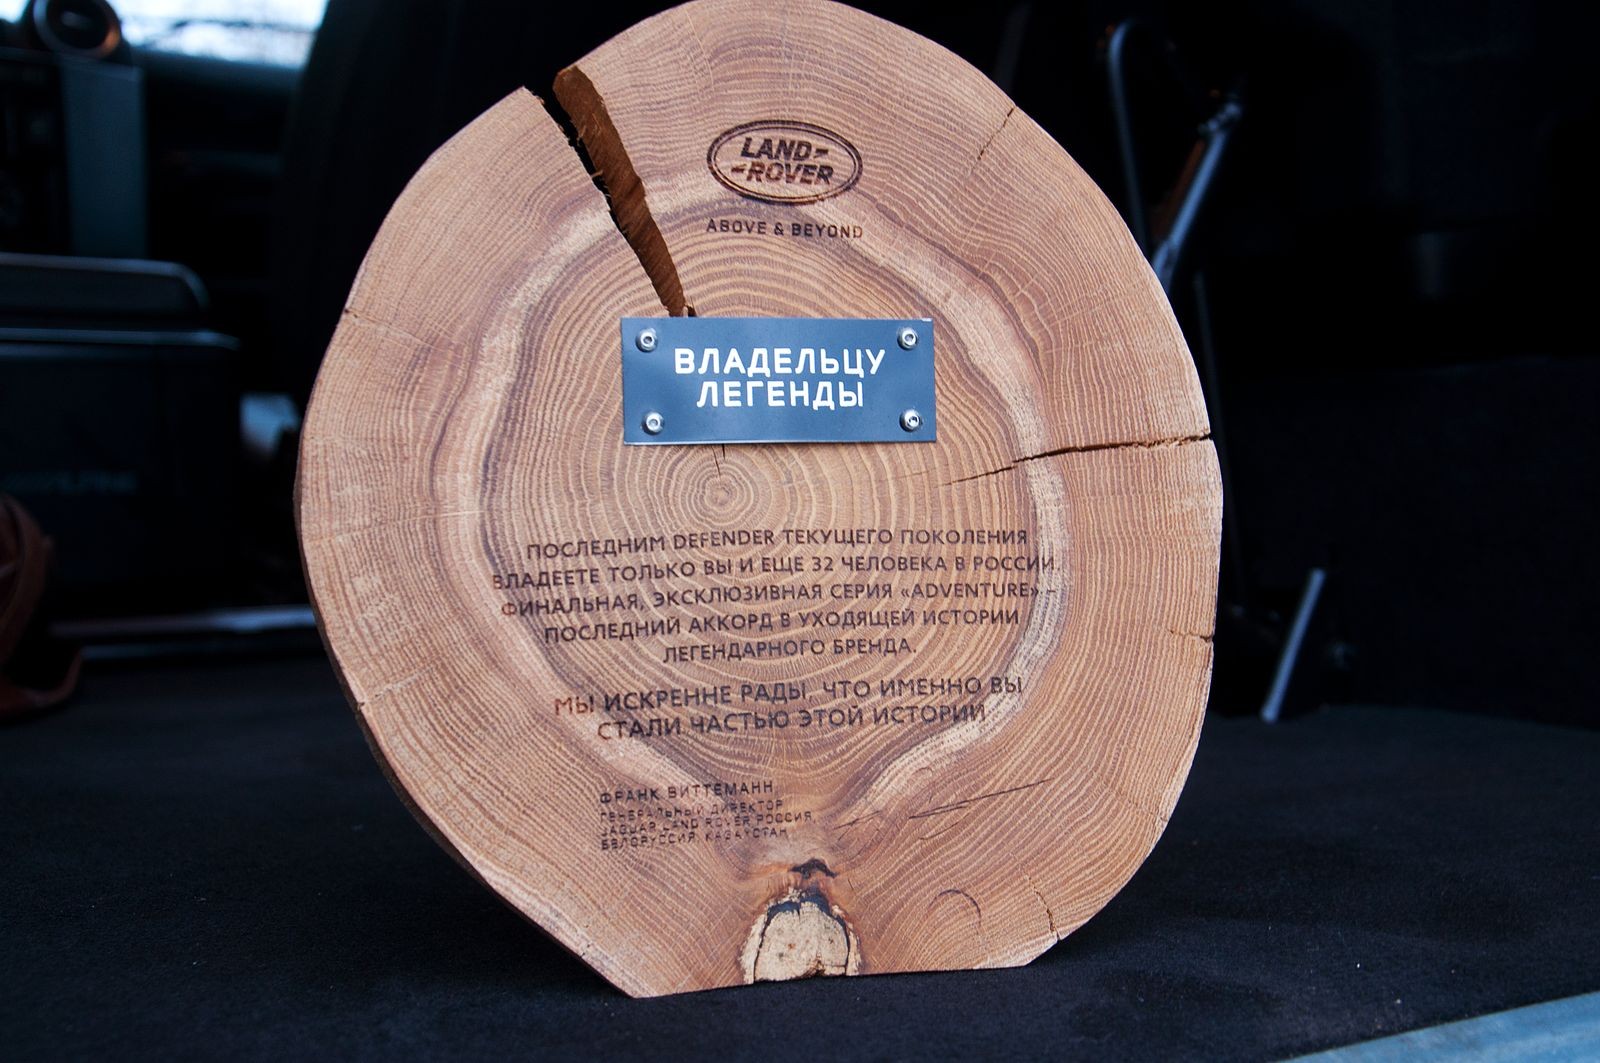 LAND-
-ROVER
ABOVE & BEYOND
ВЛАДЕЛЬЦУ
ЛЕГЕНДЫ
ПОСЛЕДНИМ DEFENDER ТЕКУЩЕГО ПОКОЛЕНИЯ
ВЛАДЕЕТЕ ТОЛЬКО ВЫ И ЕЩЕ 32 ЧЕЛОВЕКА В РОССИИ.
ФИНАЛЬНАЯ, ЭКСКЛЮЗИВНАЯ СЕРИЯ «ADVENTURE» –
ПОСЛЕДНИЙ АККОРД В УХОДЯЩЕЙ ИСТОРИИ
ЛЕГЕНДАРНОГО БРЕНДА.
МЫ ИСКРЕННЕ РАДЫ, ЧТО ИМЕННО ВЫ
СТАЛИ ЧАСТЬЮ ЭТОЙ ИСТОРИИ
ФРАНК ВИТТЕМАНН,
ГЕНЕРАЛЬНЫЙ ДИРЕКТОР
JAGUAR LAND ROVER РОССИЯ,
БЕЛОРУССИЯ, КАЗАХСТАН